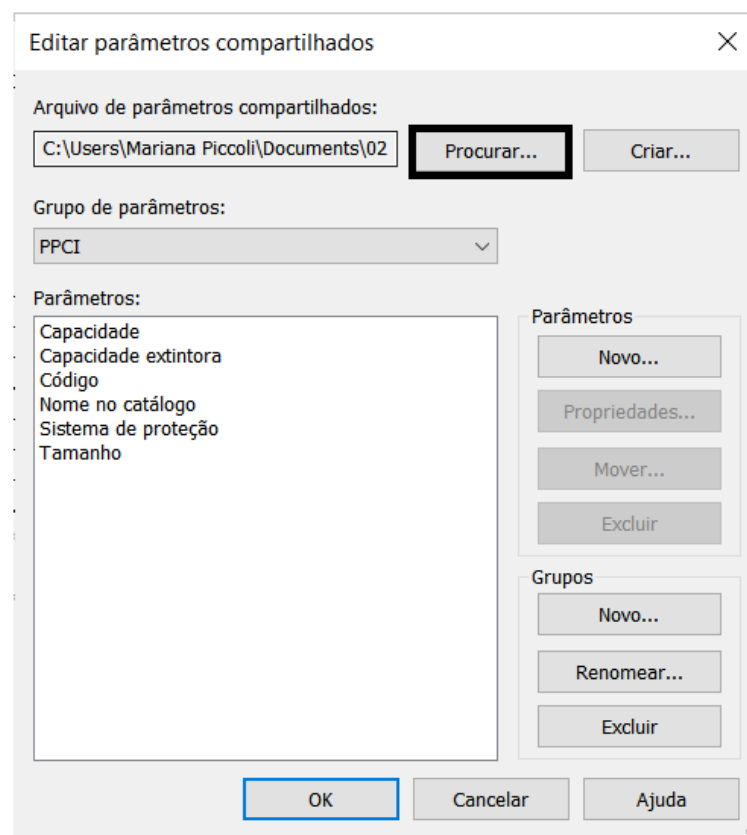 Editar parâmetros compartilhados
Arquivo de parâmetros compartilhados:
C:\Users\Mariana Piccoli\Documents\02
Procurar...
Criar...
Grupo de parâmetros:
PPCI
Parâmetros:
Capacidade
Capacidade extintora
Código
Nome no catálogo
Sistema de proteção
Tamanho
Parâmetros
Novo...
Propriedades...
Mover...
Excluir
Grupos
Novo...
Renomear...
Excluir
OK
Cancelar
Ajuda